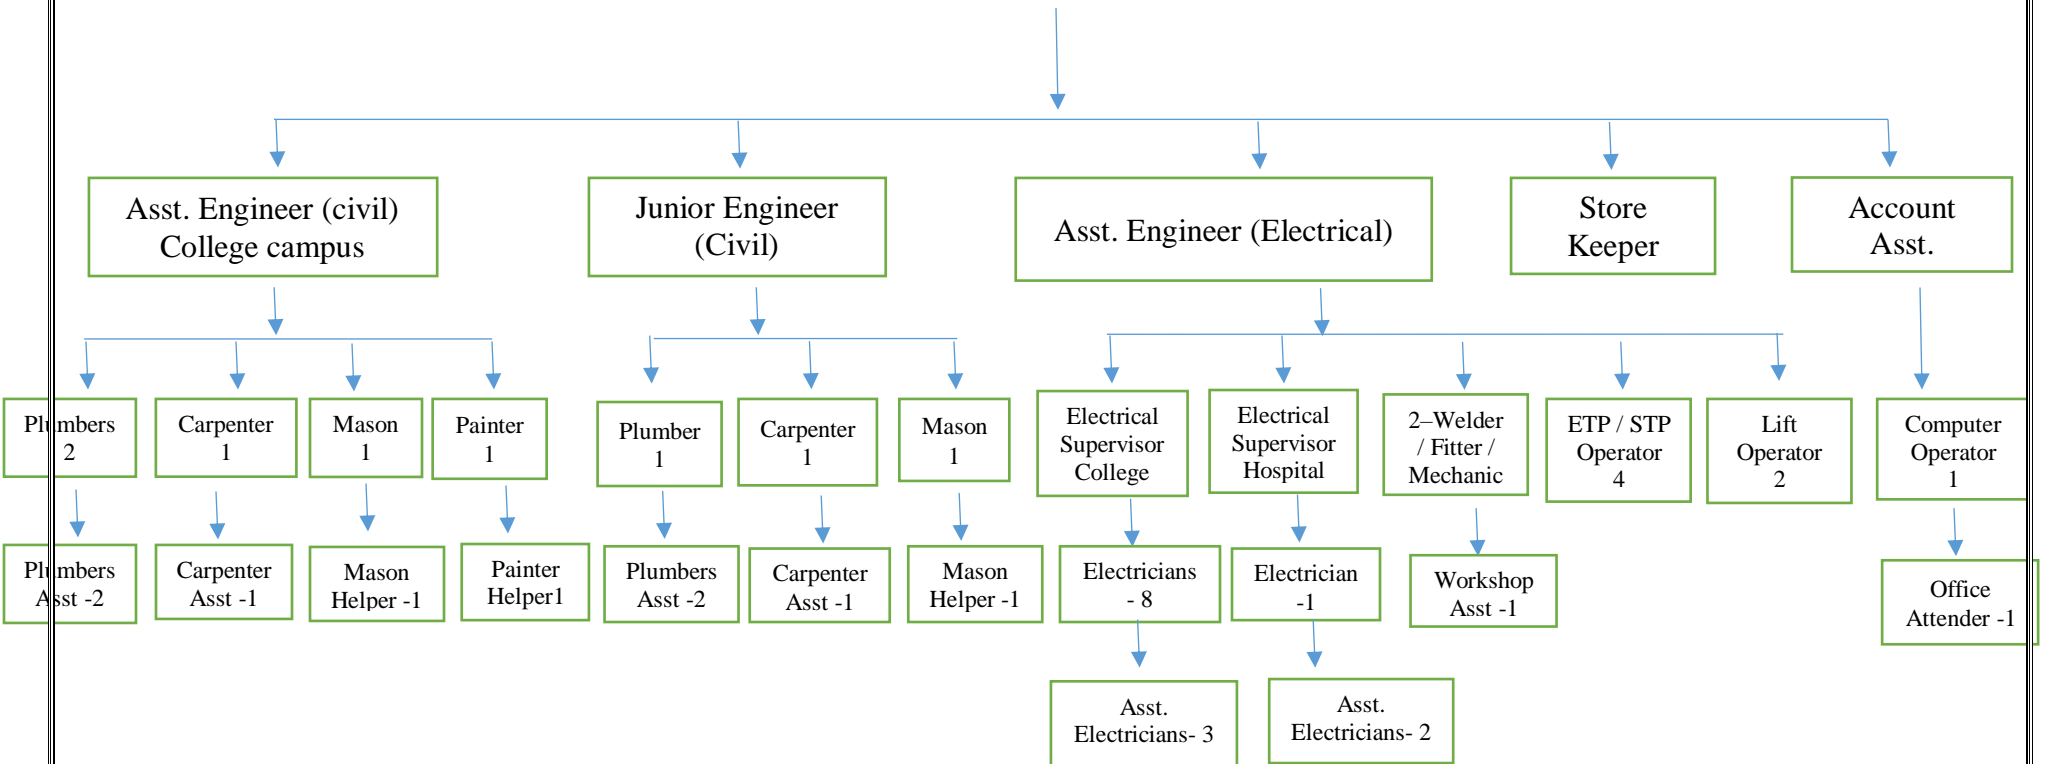 Asst. Engineer (civil)
College campus
Junior Engineer
(Civil)
Asst. Engineer (Electrical)
Store
Keeper
Account
Asst.
Plumbers
2
Carpenter
1
Mason
1
Painter
1
Plumber
1
Carpenter
1
Mason
1
Electrical
Supervisor
College
Electrical
Supervisor
Hospital
2–Welder
/ Fitter /
Mechanic
ETP / STP
Operator
4
Lift
Operator
2
Computer
Operator
1
Plumbers
Asst -2
Carpenter
Asst -1
Mason
Helper -1
Painter
Helper1
Plumbers
Asst -2
Carpenter
Asst -1
Mason
Helper -1
Electricians
- 8
Electrician
-1
Workshop
Asst -1
Office
Attender -1
Asst.
Electricians- 3
Asst.
Electricians- 2